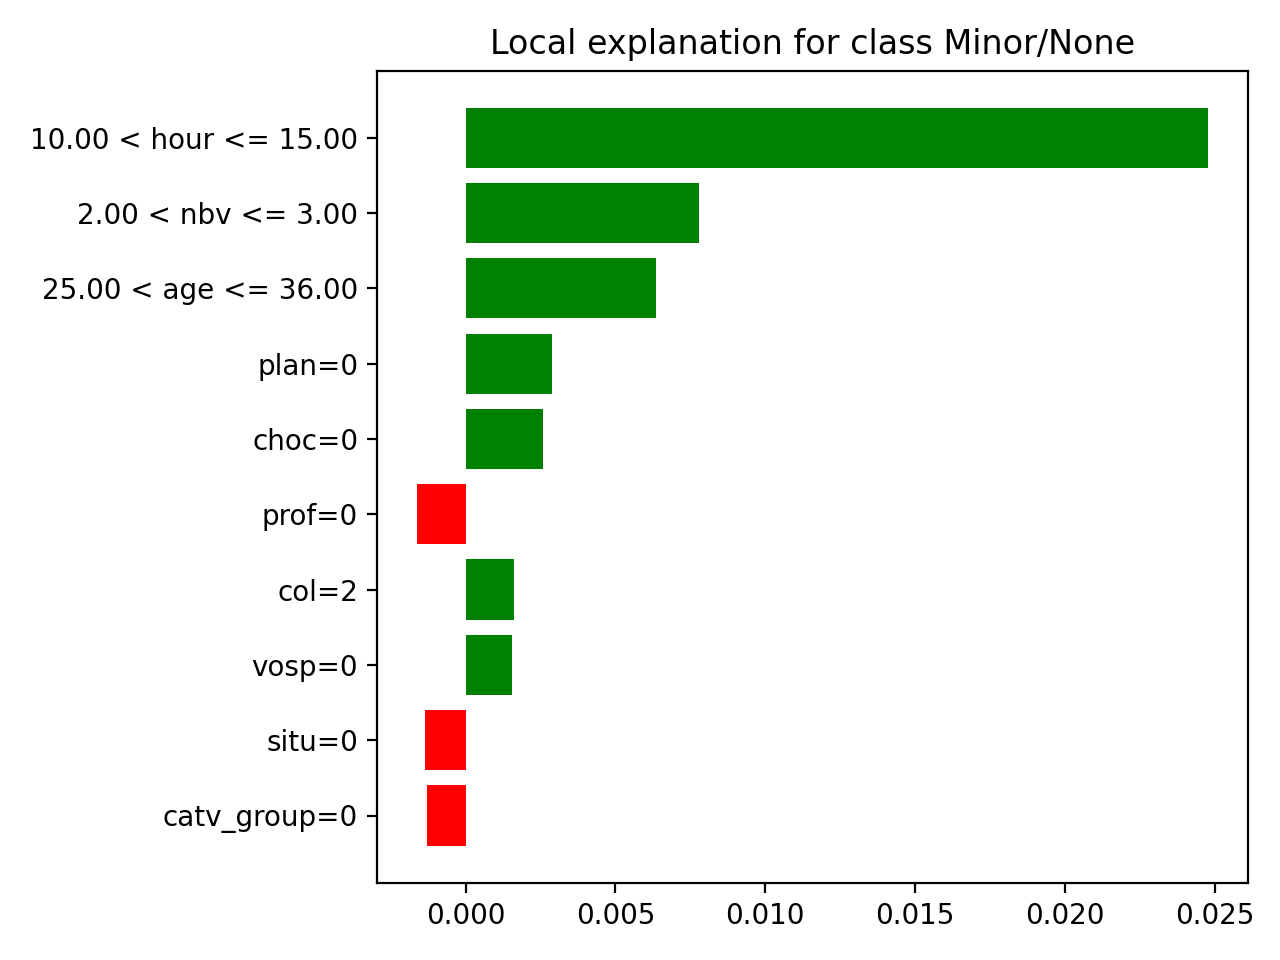 Local explanation for class Minor/None
10.00 < hour <= 15.00
2.00 < nbv <= 3.00
25.00 < age <= 36.00
plan=0
choc=0
prof=0
col=2
vosp=0
situ=0
catv_group=0
0.000 0.005 0.010 0.015 0.020 0.025